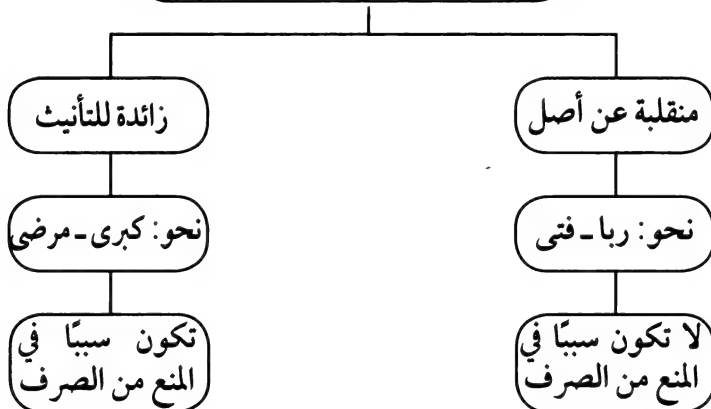 منقلبة عن أصل
زائدة للتأنيث
نحو: ربا - فتى
نحو: كبرى - مرضى
لا تكون سببًا في
المنع من الصرف
تكون سببًا في
المنع من الصرف